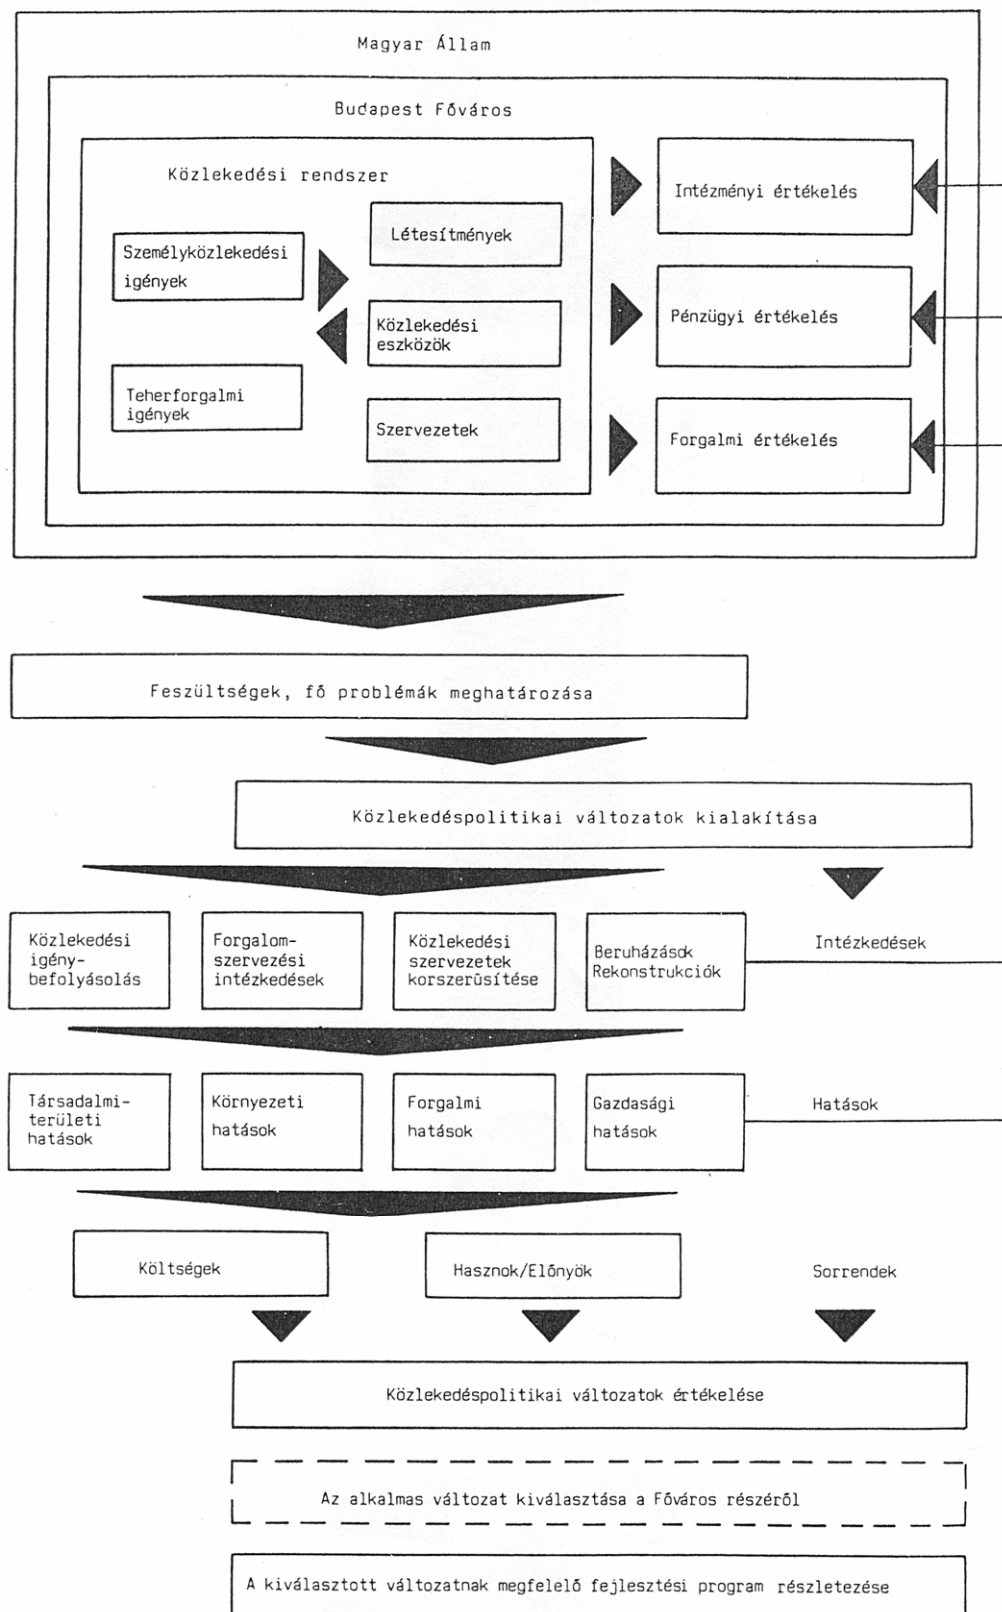 Magyar Állam
Budapest Főváros
Közlekedési rendszer
Személyközlekedési
igények
Teherforgalmi
igények
Létesítmények
Közlekedési
eszközök
Szervezetek
Intézményi értékelés
Pénzügyi értékelés
Forgalmi értékelés
Feszültségek, fő problémák meghatározása
Közlekedéspolitikai változatok kialakítása
Közlekedési
igény-
befolyásolás
Forgalom-
szervezési
intézkedések
Közlekedési
szervezetek
korszerűsítése
Beruházások
Rekonstrukciók
Intézkedések
Társadalmi-
területi
hatások
Környezeti
hatások
Forgalmi
hatások
Gazdasági
hatások
Hatások
Költségek
Hasznok/Előnyök
Sorrendek
Közlekedéspolitikai változatok értékelése
Az alkalmas változat kiválasztása a Főváros részéről
A kiválasztott változatnak megfelelő fejlesztési program részletezése